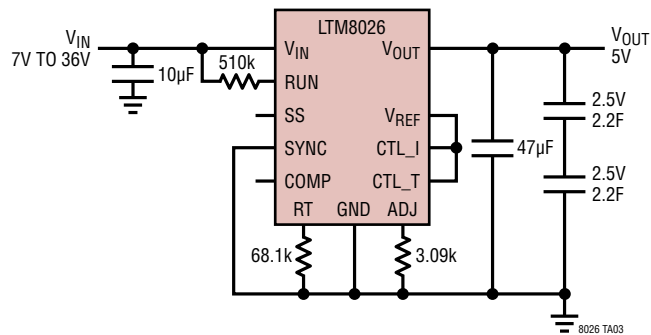 LTM8026
VIN
7V TO 36V
10µF
510k
VIN
RUN
SS
SYNC
COMP
RT
GND
ADJ
VOUT
VREF
CTL_I
CTL_T
VOUT
5V
47µF
2.5V
2.2F
2.5V
2.2F
68.1k
3.09k
8026 TA03